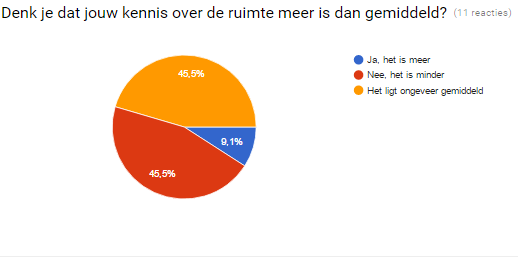 Denk je dat jouw kennis over de ruimte meer is dan gemiddeld? (11 reacties)
Ja, het is meer
Nee, het is minder
Het ligt ongeveer gemiddeld
45,5%
9,1%
45,5%